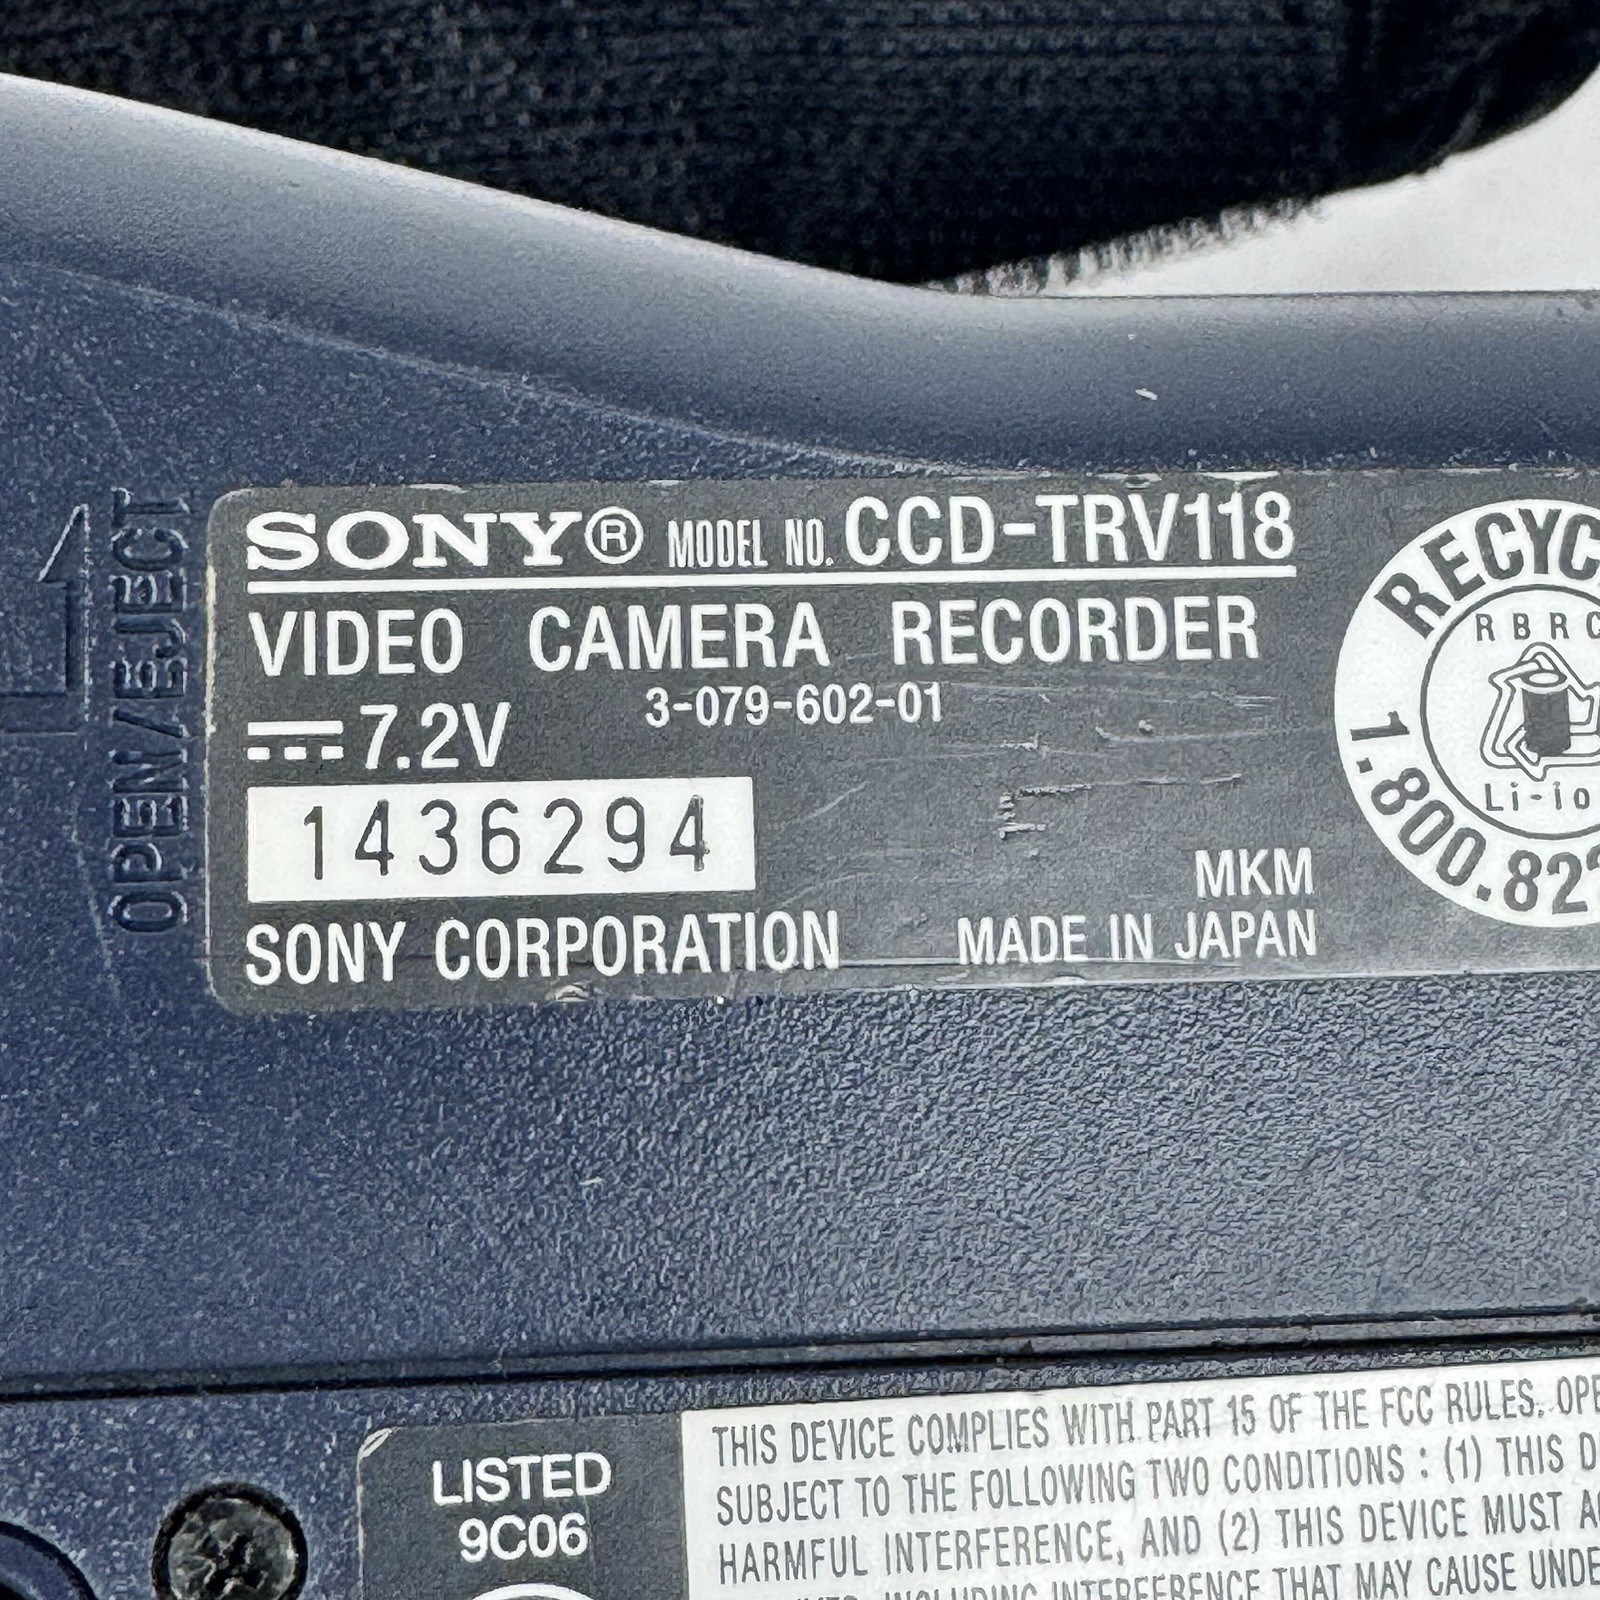 OPEN/EJECT
SONY® MODEL NO. CCD-TRV118
VIDEO CAMERA RECORDER
3-079-602-01
7.2V
1436294
MKM
SONY CORPORATION MADE IN JAPAN
RECYC
RBRC
Li-io
1.800.822
LISTED
9C06
THIS DEVICE COMPLIES WITH PART 15 OF THE FCC RULES. OPE
SUBJECT TO THE FOLLOWING TWO CONDITIONS : (1) THIS D
HARMFUL INTERFERENCE, AND (2) THIS DEVICE MUST A
INCLUDING INTERFERENCE THAT MAY CAUSE UNDE